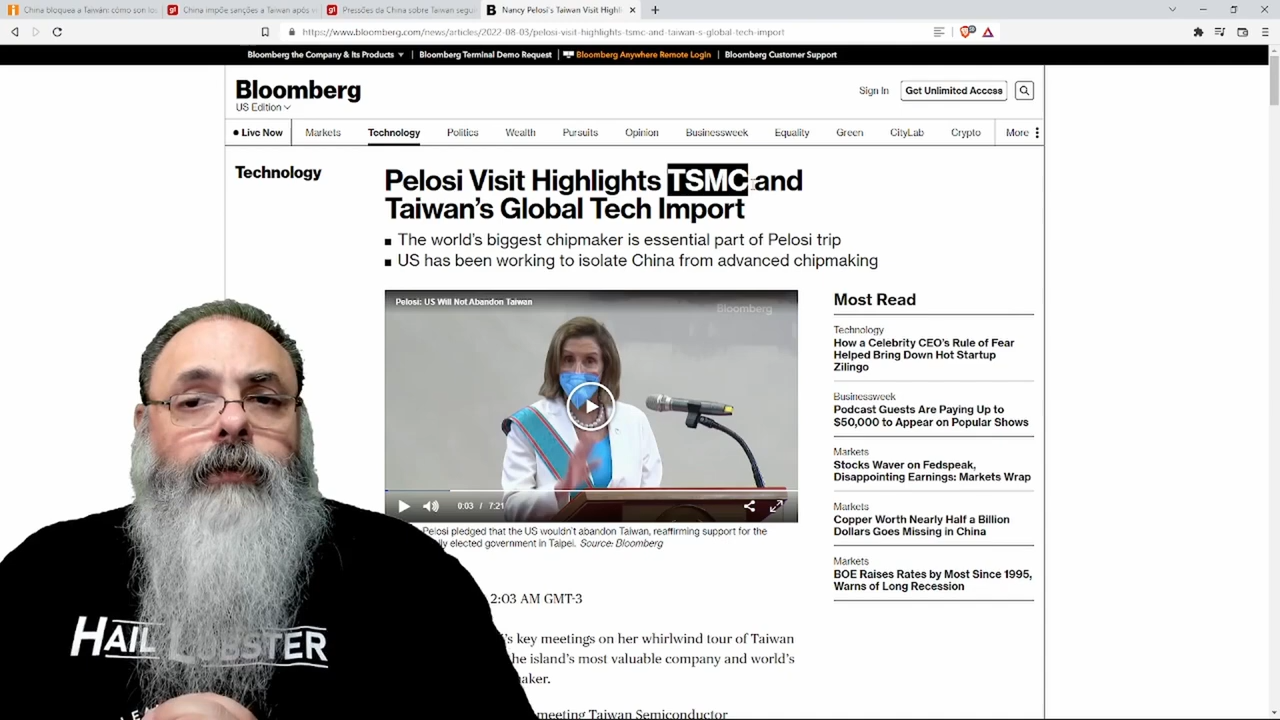 China bloquea a Taiwán: cómo son los
China impõe sanções a Taiwan após v
Pressões da China sobre Taiwan segu
Nancy Pelosi's Taiwan Visit Highl
https://www.bloomberg.com/news/articles/2022-08-03/pelosi-visit-highlights-tsmc-and-taiwan-s-global-tech-import
Bloomberg the Company & Its Products
Bloomberg Terminal Demo Request
Bloomberg Anywhere Remote Login
Bloomberg Customer Support
Bloomberg
US Edition
Sign In
Get Unlimited Access
Live Now
Markets
Technology
Politics
Wealth
Pursuits
Opinion
Businessweek
Equality
Green
CityLab
Crypto
More
Technology
Pelosi Visit Highlights TSMC and
Taiwan's Global Tech Import
The world's biggest chipmaker is essential part of Pelosi trip
US has been working to isolate China from advanced chipmaking
Pelosi: US Will Not Abandon Taiwan
Bloomberg
0:03 / 7:21
Pelosi pledged that the US wouldn't abandon Taiwan, reaffirming support for the
elected government in Taipei. Source: Bloomberg
2:03 AM GMT-3
's key meetings on her whirlwind tour of Taiwan
he island's most valuable company and world's
aker.
meeting Taiwan Semiconductor
Most Read
Technology
How a Celebrity CEO's Rule of Fear
Helped Bring Down Hot Startup
Zilingo
Businessweek
Podcast Guests Are Paying Up to
$50,000 to Appear on Popular Shows
Markets
Stocks Waver on Fedspeak,
Disappointing Earnings: Markets Wrap
Markets
Copper Worth Nearly Half a Billion
Dollars Goes Missing in China
Markets
BOE Raises Rates by Most Since 1995,
Warns of Long Recession
HAIL LOBSTER